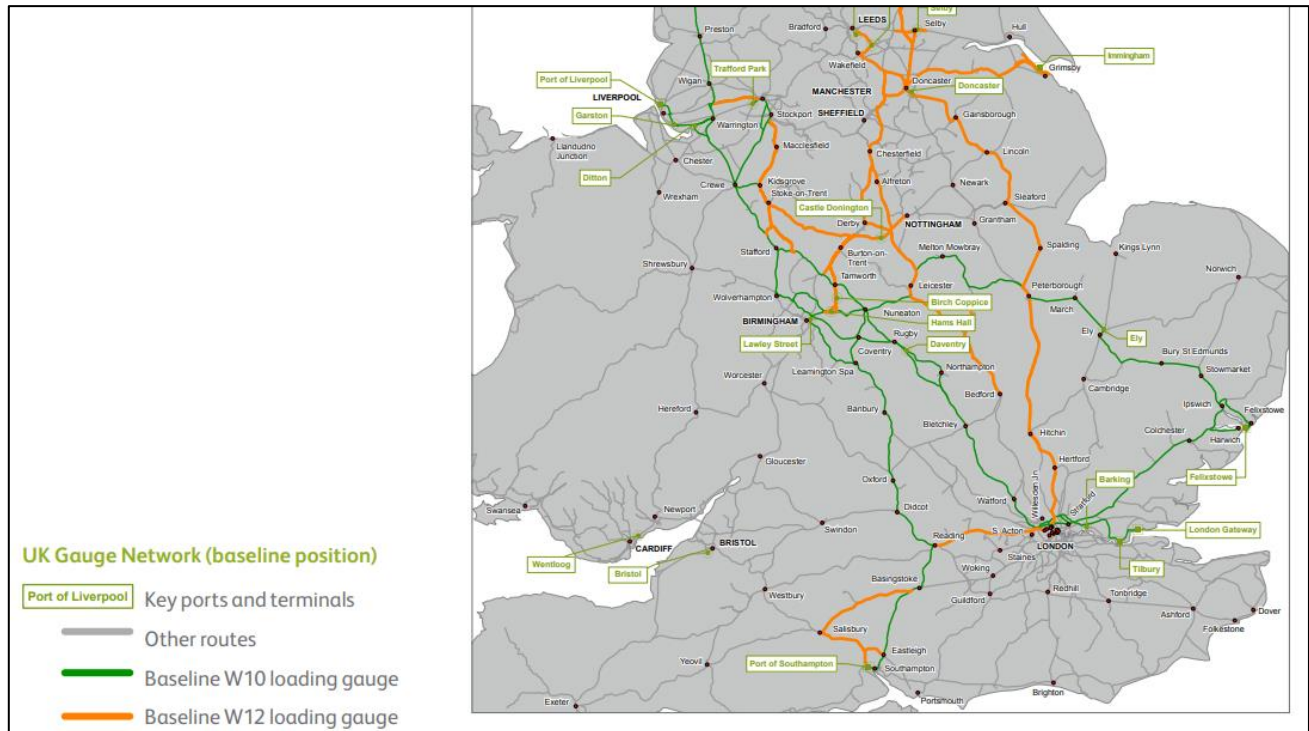 LEEDS
Selby
Selby
Bradford
Hull
Preston
Wakefield
Immingham
Grimsby
Trafford Park
Wigan
Port of Liverpool
Doncaster
MANCHESTER
Doncaster
LIVERPOOL
SHEFFIELD
Garston
Stockport
Gainsborough
Warrington
Llandudno
Junction
Macclesfield
Chesterfield
Lincoln
Chester
Ditton
Crewe
Kidsgrove
Alfreton
Newark
Stoke-on-Trent
Wrexham
Sleaford
Castle Donington
Derby
NOTTINGHAM
Grantham
Stafford
Burton-on-
Trent
Melton Mowbray
Spalding
Kings Lynn
Shrewsbury
Norwich
Tamworth
Leicester
Peterborough
Wolverhampton
Birch Coppice
March
BIRMINGHAM
Nuneaton
Hams Hall
Rugby
Ely
Ely
Lawley Street
Daventry
Coventry
Bury St Edmunds
Leamington Spa
Northampton
Stowmarket
Worcester
Cambridge
Bedford
Ipswich
Hereford
Banbury
Felixstowe
Bletchley
Colchester
Harwich
Hitchin
Gloucester
Hertford
Felixstowe
Oxford
Barking
Watford
Willesden Jn
Stratford
Swansea
Newport
Didcot
Swindon
S. Acton
London Gateway
Reading
CARDIFF
BRISTOL
LONDON
Staines
Wentloog
Bristol
Tilbury
Woking
Basingstoke
Westbury
Guildford
Redhill
Tonbridge
Ashford
Dover
Folkestone
Salisbury
Yeovil
Eastleigh
Port of Southampton
Southampton
Portsmouth
Brighton
Exeter
UK Gauge Network (baseline position)
Port of Liverpool Key ports and terminals
Other routes
Baseline W10 loading gauge
Baseline W12 loading gauge